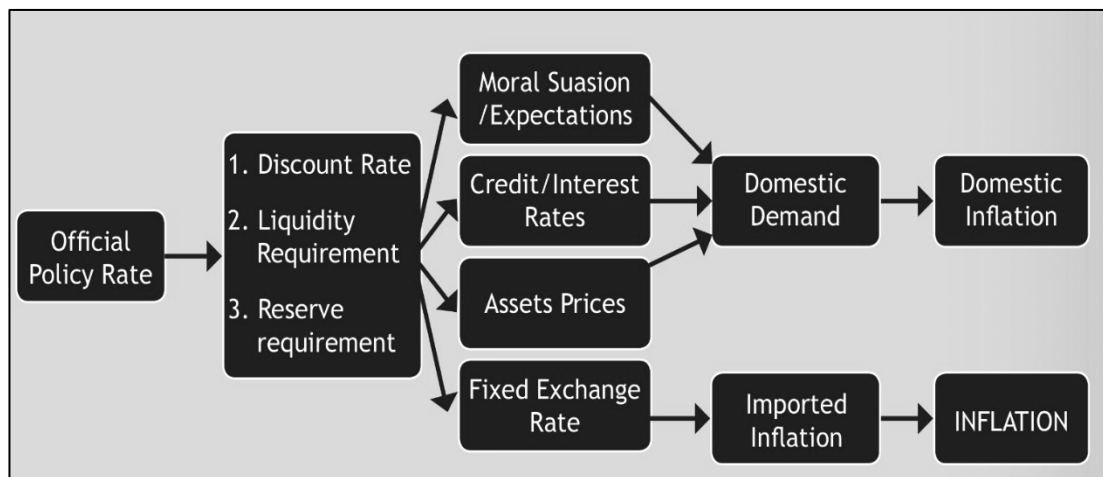 Official
Policy Rate
1. Discount Rate
2. Liquidity
Requirement
3. Reserve
requirement
Moral Suasion
/Expectations
Credit/Interest
Rates
Assets Prices
Fixed Exchange
Rate
Domestic
Demand
Imported
Inflation
Domestic
Inflation
INFLATION